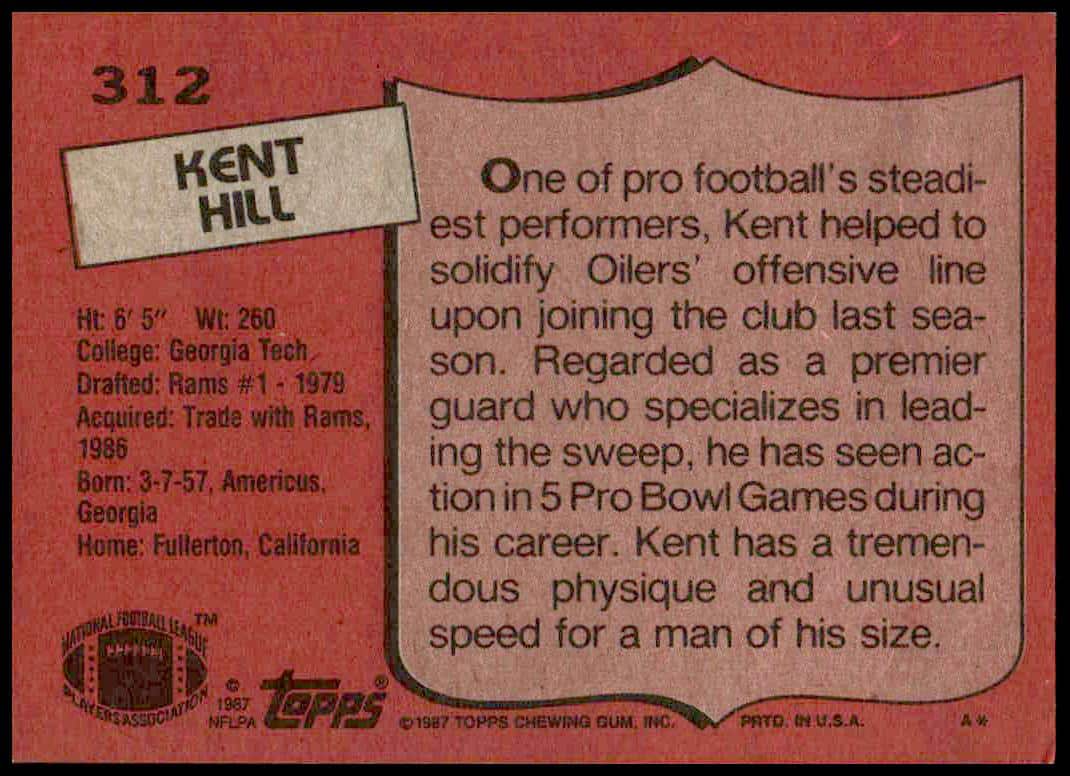 312
KENT
HILL
Ht: 6' 5" Wt: 260
College: Georgia Tech
Drafted: Rams #1 - 1979
Acquired: Trade with Rams,
1986
Born: 3-7-57, Americus,
Georgia
Home: Fullerton, California
One of pro football's steadi-
est performers, Kent helped to
solidify Oilers' offensive line
upon joining the club last sea-
son. Regarded as a premier
guard who specializes in lead-
ing the sweep, he has seen ac-
tion in 5 Pro Bowl Games during
his career. Kent has a tremen-
dous physique and unusual
speed for a man of his size.
NATIONAL FOOTBALL LEAGUE ™
PLAYERS ASSOCIATION
©
1987
NFLPA
TOPPS®
©1987 TOPPS CHEWING GUM, INC. PRTD. IN U.S.A. A*